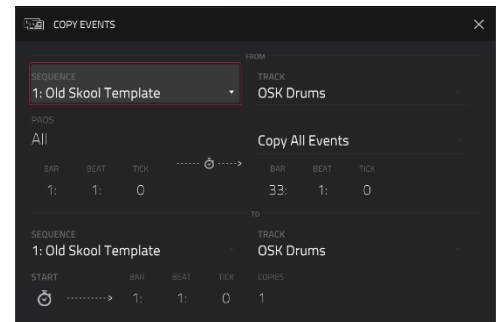 COPY EVENTS
FROM
SEQUENCE TRACK
1: Old Skool Template OSK Drums
PADS
All Copy All Events
BAR BEAT TICK BAR BEAT TICK
1: 1: 0 33: 1: 0
TO
SEQUENCE TRACK
1: Old Skool Template OSK Drums
START BAR BEAT TICK COPIES
1: 1: 0 1